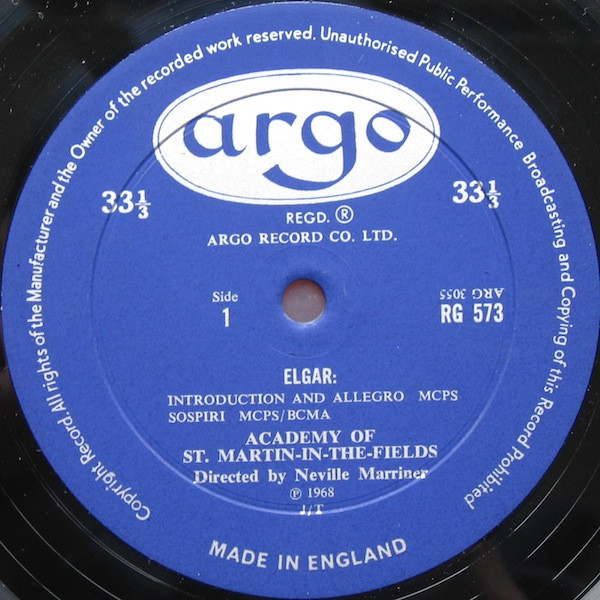 Copyright Record. All rights of the Manufacturer and the Owner of the recorded work reserved. Unauthorised Public Performance Broadcasting and Copying of this Record Prohibited
argo
33⅓
33⅓
REGD. ®
ARGO RECORD CO. LTD.
Side
1
ARG 3055
RG 573
ELGAR:
INTRODUCTION AND ALLEGRO MCPS
SOSPIRI MCPS/BCMA
ACADEMY OF
ST. MARTIN-IN-THE-FIELDS
Directed by Neville Marriner
℗ 1968
J/T
MADE IN ENGLAND